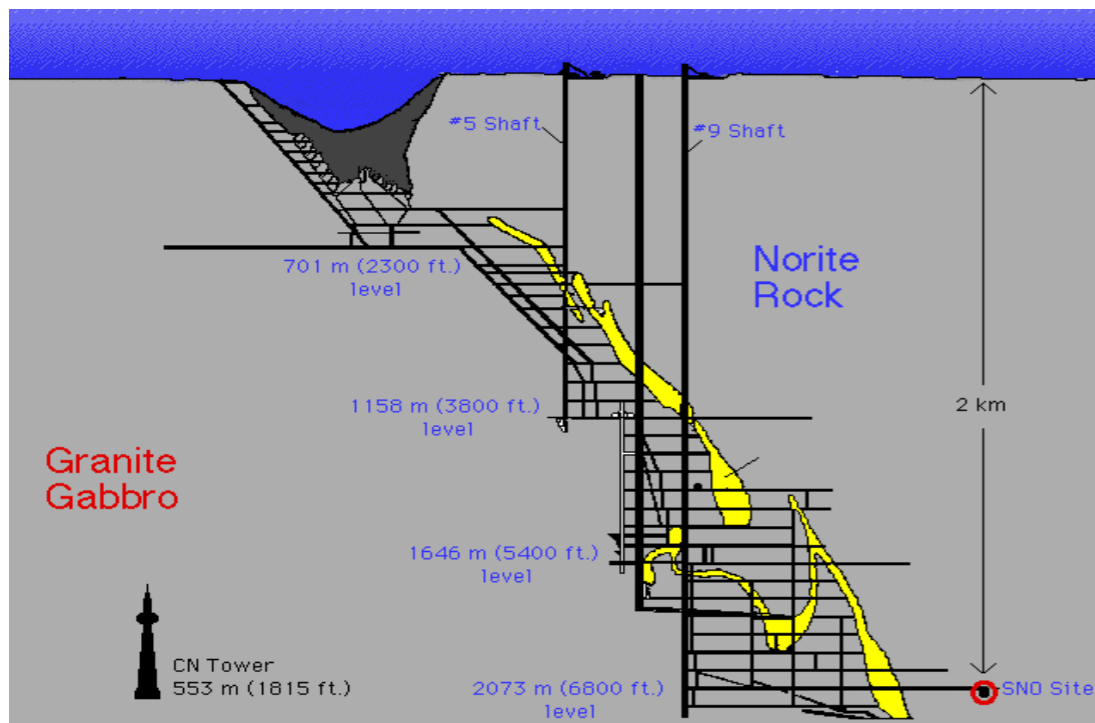 #5 Shaft
#9 Shaft
701 m (2300 ft.)
level
Norite
Rock
1158 m (3800 ft.)
level
2 km
Granite
Gabbro
1646 m (5400 ft.)
level
CN Tower
553 m (1815 ft.)
2073 m (6800 ft.)
level
SNO Site